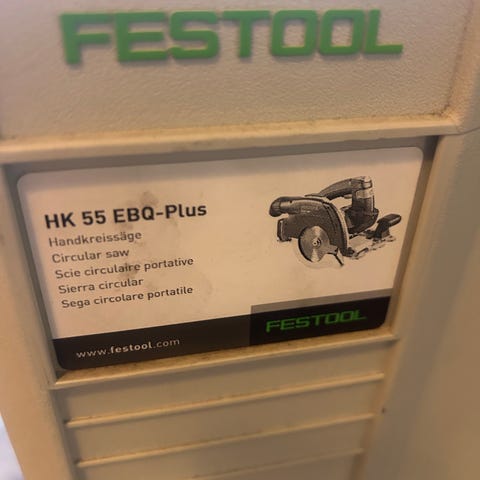 FESTOOL
HK 55 EBQ-Plus
Handkreissäge
Circular saw
Scie circulaire portative
Sierra circular
Sega circolare portatile
FESTOOL
www.festool.com